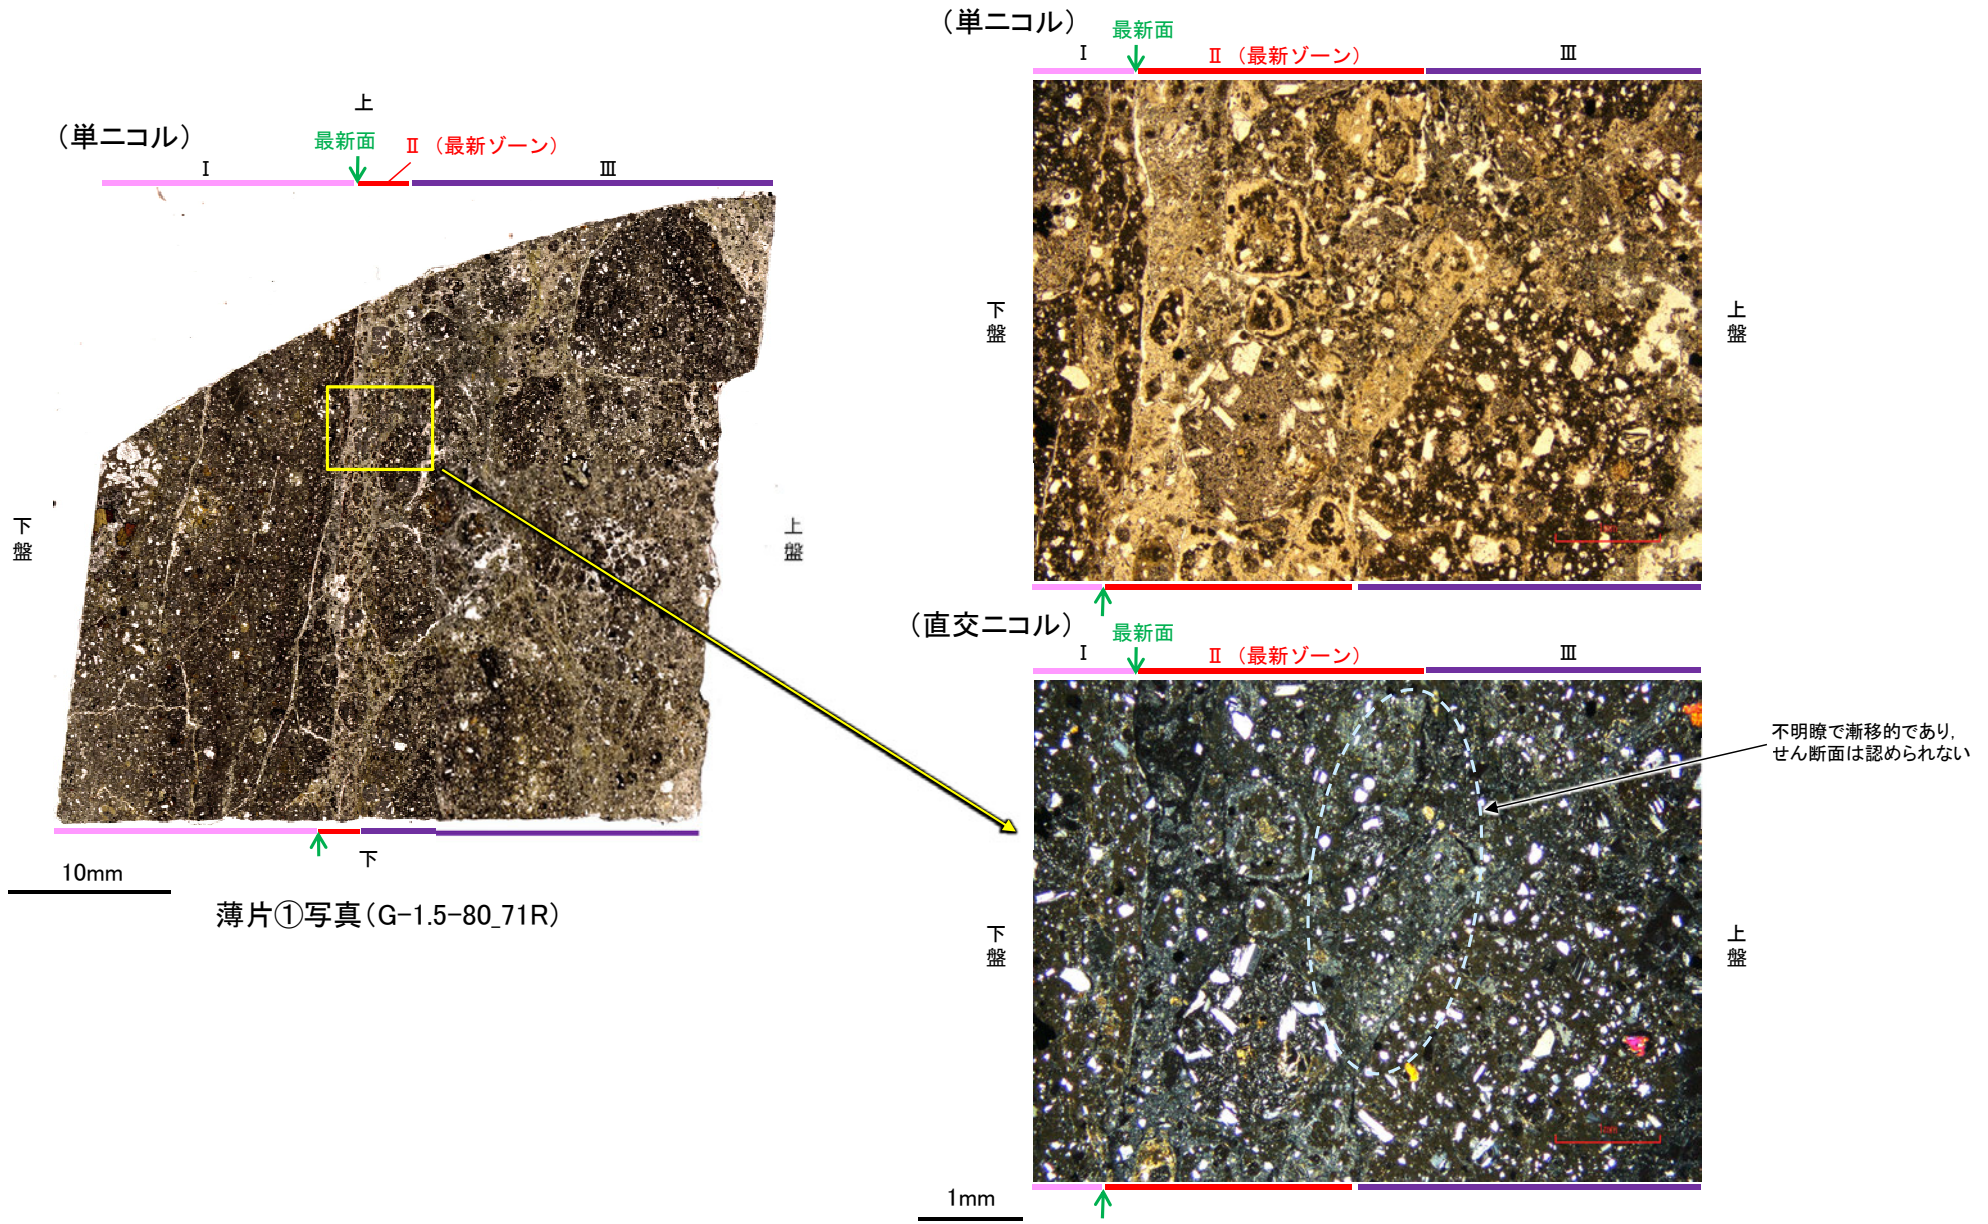 (単ニコル)
上
最新面
Ⅰ
Ⅱ (最新ゾーン)
Ⅲ
下盤
上盤
下
10mm
薄片①写真(G-1.5-80_71R)
(単ニコル)
最新面
Ⅰ
Ⅱ (最新ゾーン)
Ⅲ
下盤
上盤
1mm
(直交ニコル)
最新面
Ⅰ
Ⅱ (最新ゾーン)
Ⅲ
不明瞭で漸移的であり,
せん断面は認められない
下盤
上盤
1mm
1mm